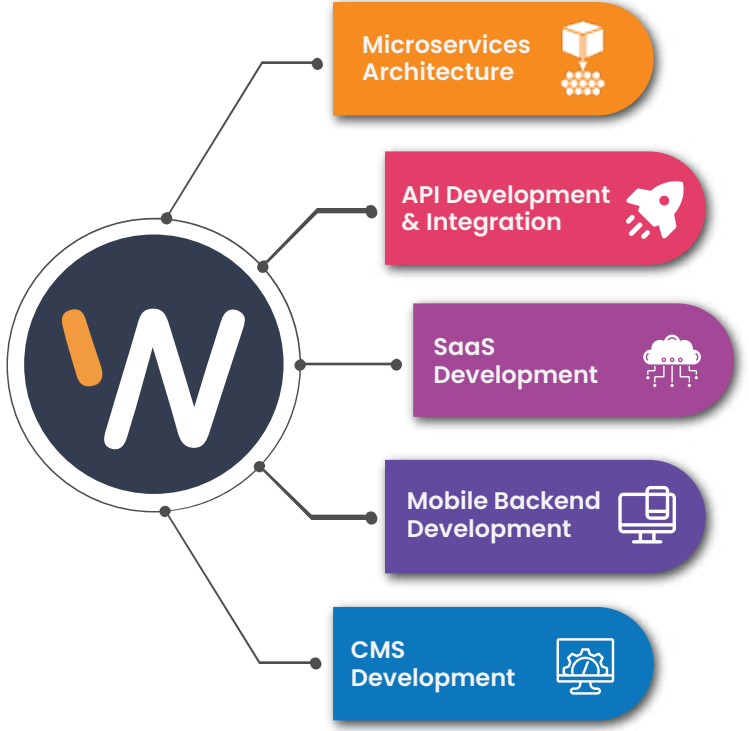 Microservices
Architecture
API Development
& Integration
W
SaaS
Development
Mobile Backend
Development
CMS
Development